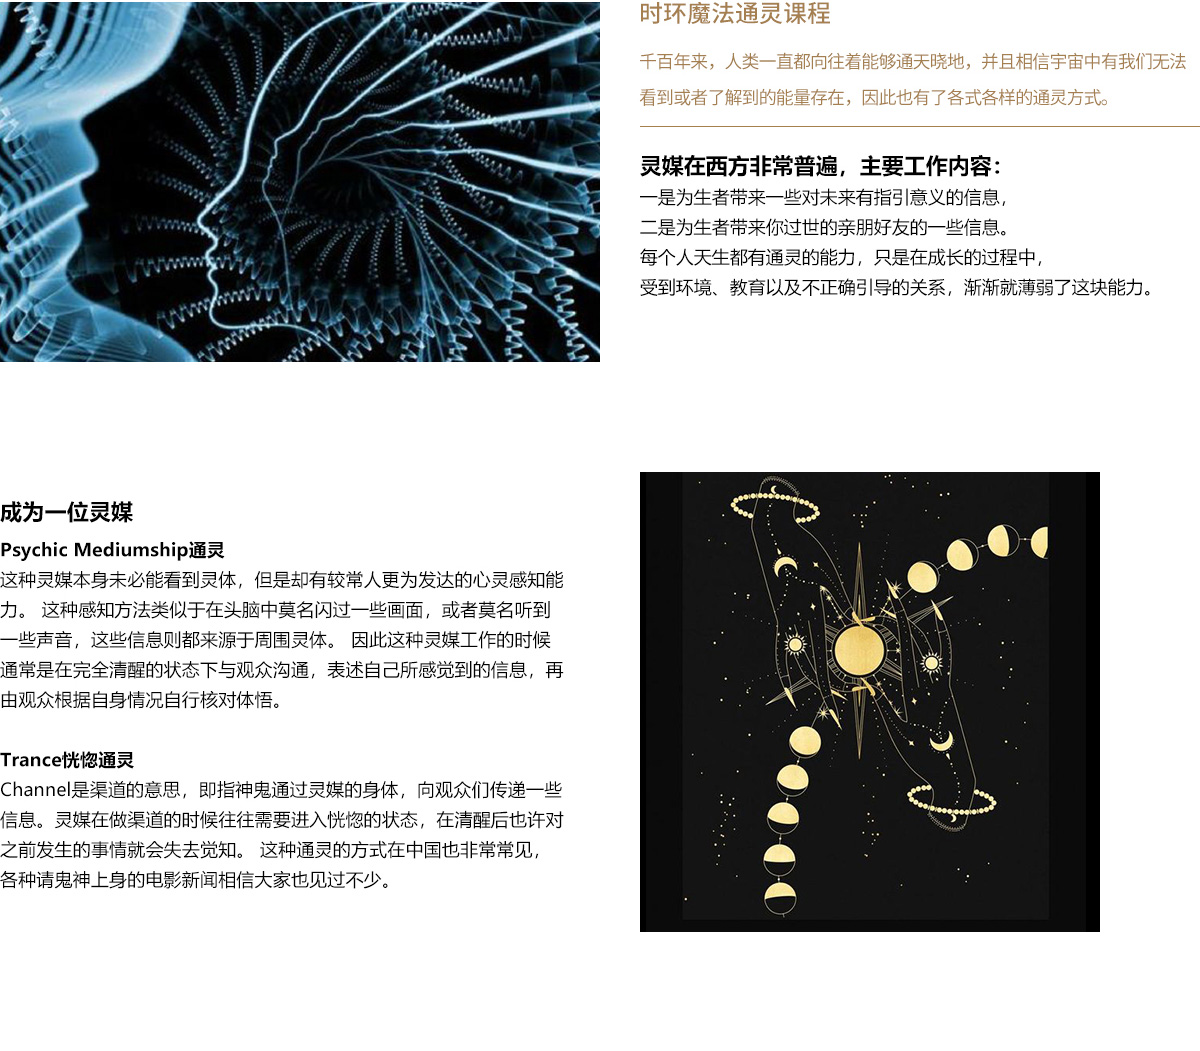 时环魔法通灵课程
千百年来，人类一直都向往着能够通天晓地，并且相信宇宙中有我们无法
看到或者了解到的能量存在，因此也有了各式各样的通灵方式。
灵媒在西方非常普遍，主要工作内容：
一是为生者带来一些对未来有指引意义的信息，
二是为生者带来你过世的亲朋好友的一些信息。
每个人天生都有通灵的能力，只是在成长的过程中，
受到环境、教育以及不正确引导的关系，渐渐就薄弱了这块能力。
成为一位灵媒
Psychic Mediumship通灵
这种灵媒本身未必能看到灵体，但是却有较常人更为发达的心灵感知能
力。 这种感知方法类似于在头脑中莫名闪过一些画面，或者莫名听到
一些声音，这些信息则都来源于周围灵体。 因此这种灵媒工作的时候
通常是在完全清醒的状态下与观众沟通，表述自己所感觉到的信息，再
由观众根据自身情况自行核对体悟。
Trance恍惚通灵
Channel是渠道的意思，即指神鬼通过灵媒的身体，向观众们传递一些
信息。灵媒在做渠道的时候往往需要进入恍惚的状态，在清醒后也许对
之前发生的事情就会失去觉知。 这种通灵的方式在中国也非常常见，
各种请鬼神上身的电影新闻相信大家也见过不少。